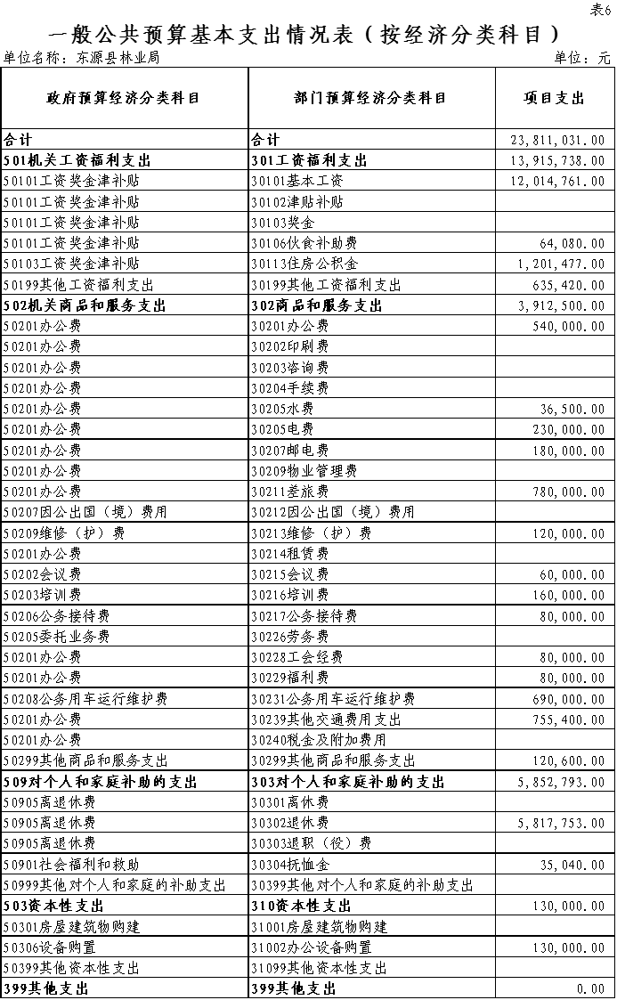 表6
一般公共预算基本支出情况表（按经济分类科目）
单位名称：东源县林业局 单位：元
政府预算经济分类科目 部门预算经济分类科目 项目支出
合计 合计 23,811,031.00
501机关工资福利支出 301工资福利支出 13,915,738.00
50101工资奖金津补贴 30101基本工资 12,014,761.00
50101工资奖金津补贴 30102津贴补贴
50101工资奖金津补贴 30103奖金
50101工资奖金津补贴 30106伙食补助费 64,080.00
50103工资奖金津补贴 30113住房公积金 1,201,477.00
50199其他工资福利支出 30199其他工资福利支出 635,420.00
502机关商品和服务支出 302商品和服务支出 3,912,500.00
50201办公费 30201办公费 540,000.00
50201办公费 30202印刷费
50201办公费 30203咨询费
50201办公费 30204手续费
50201办公费 30205水费 36,500.00
50201办公费 30205电费 230,000.00
50201办公费 30207邮电费 180,000.00
50201办公费 30209物业管理费
50201办公费 30211差旅费 780,000.00
50207因公出国（境）费用 30212因公出国（境）费用
50209维修（护）费 30213维修（护）费 120,000.00
50201办公费 30214租赁费
50202会议费 30215会议费 60,000.00
50203培训费 30216培训费 160,000.00
50206公务接待费 30217公务接待费 80,000.00
50205委托业务费 30226劳务费
50201办公费 30228工会经费 80,000.00
50201办公费 30229福利费 80,000.00
50208公务用车运行维护费 30231公务用车运行维护费 690,000.00
50201办公费 30239其他交通费用支出 755,400.00
50201办公费 30240税金及附加费用
50299其他商品和服务支出 30299其他商品和服务支出 120,600.00
509对个人和家庭补助的支出 303对个人和家庭补助的支出 5,852,793.00
50905离退休费 30301离休费
50905离退休费 30302退休费 5,817,753.00
50905离退休费 30303退职（役）费
50901社会福利和救助 30304抚恤金 35,040.00
50999其他对个人和家庭的补助支出 30399其他对个人和家庭的补助支出
503资本性支出 310资本性支出 130,000.00
50301房屋建筑物购建 31001房屋建筑物购建
50306设备购置 31002办公设备购置 130,000.00
50399其他资本性支出 31099其他资本性支出
399其他支出 399其他支出 0.00